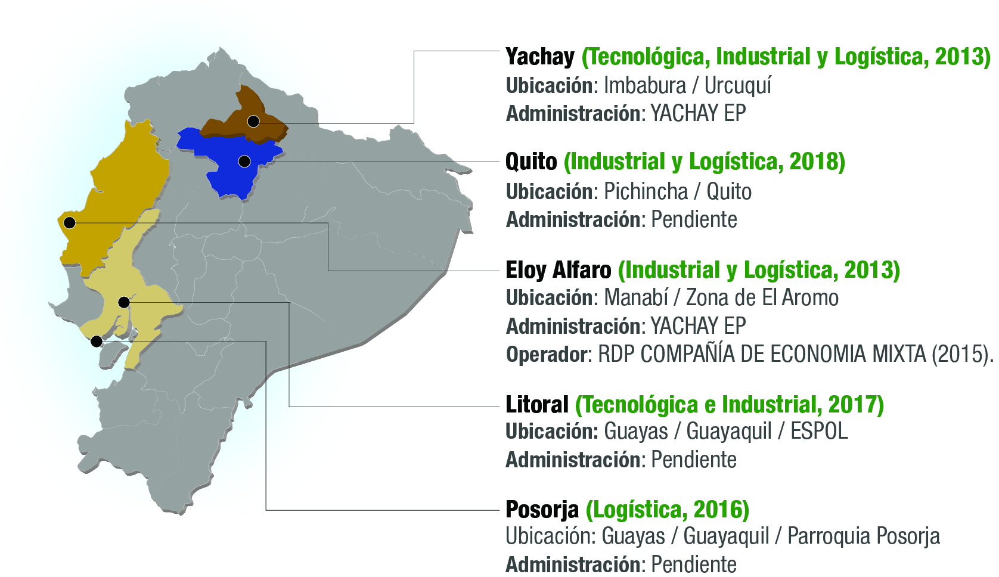 Yachay (Tecnológica, Industrial y Logística, 2013)
Ubicación: Imbabura / Urcuquí
Administración: YACHAY EP
Quito (Industrial y Logística, 2018)
Ubicación: Pichincha / Quito
Administración: Pendiente
Eloy Alfaro (Industrial y Logística, 2013)
Ubicación: Manabí / Zona de El Aromo
Administración: YACHAY EP
Operador: RDP COMPAÑÍA DE ECONOMIA MIXTA (2015).
Litoral (Tecnológica e Industrial, 2017)
Ubicación: Guayas / Guayaquil / ESPOL
Administración: Pendiente
Posorja (Logística, 2016)
Ubicación: Guayas / Guayaquil / Parroquia Posorja
Administración: Pendiente